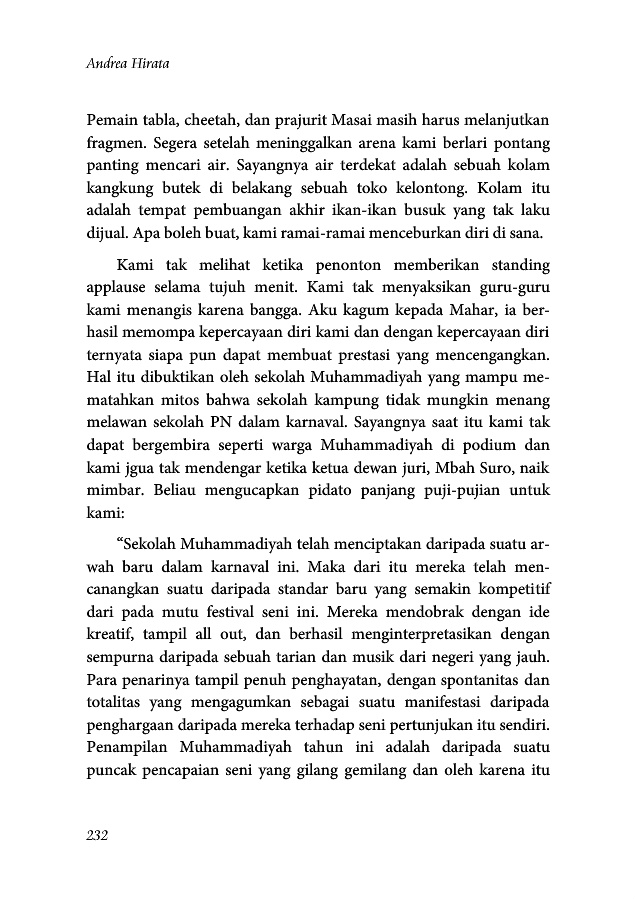 Andrea Hirata
Pemain tabla, cheetah, dan prajurit Masai masih harus melanjutkan
fragmen. Segera setelah meninggalkan arena kami berlari pontang
panting mencari air. Sayangnya air terdekat adalah sebuah kolam
kangkung butek di belakang sebuah toko kelontong. Kolam itu
adalah tempat pembuangan akhir ikan-ikan busuk yang tak laku
dijual. Apa boleh buat, kami ramai-ramai menceburkan diri di sana.
Kami tak melihat ketika penonton memberikan standing
applause selama tujuh menit. Kami tak menyaksikan guru-guru
kami menangis karena bangga. Aku kagum kepada Mahar, ia ber-
hasil memompa kepercayaan diri kami dan dengan kepercayaan diri
ternyata siapa pun dapat membuat prestasi yang mencengangkan.
Hal itu dibuktikan oleh sekolah Muhammadiyah yang mampu me-
matahkan mitos bahwa sekolah kampung tidak mungkin menang
melawan sekolah PN dalam karnaval. Sayangnya saat itu kami tak
dapat bergembira seperti warga Muhammadiyah di podium dan
kami jgua tak mendengar ketika ketua dewan juri, Mbah Suro, naik
mimbar. Beliau mengucapkan pidato panjang puji-pujian untuk
kami:
“Sekolah Muhammadiyah telah menciptakan daripada suatu ar-
wah baru dalam karnaval ini. Maka dari itu mereka telah men-
canangkan suatu daripada standar baru yang semakin kompetitif
dari pada mutu festival seni ini. Mereka mendobrak dengan ide
kreatif, tampil all out, dan berhasil menginterpretasikan dengan
sempurna daripada sebuah tarian dan musik dari negeri yang jauh.
Para penarinya tampil penuh penghayatan, dengan spontanitas dan
totalitas yang mengagumkan sebagai suatu manifestasi daripada
penghargaan daripada mereka terhadap seni pertunjukan itu sendiri.
Penampilan Muhammadiyah tahun ini adalah daripada suatu
puncak pencapaian seni yang gilang gemilang dan oleh karena itu
232